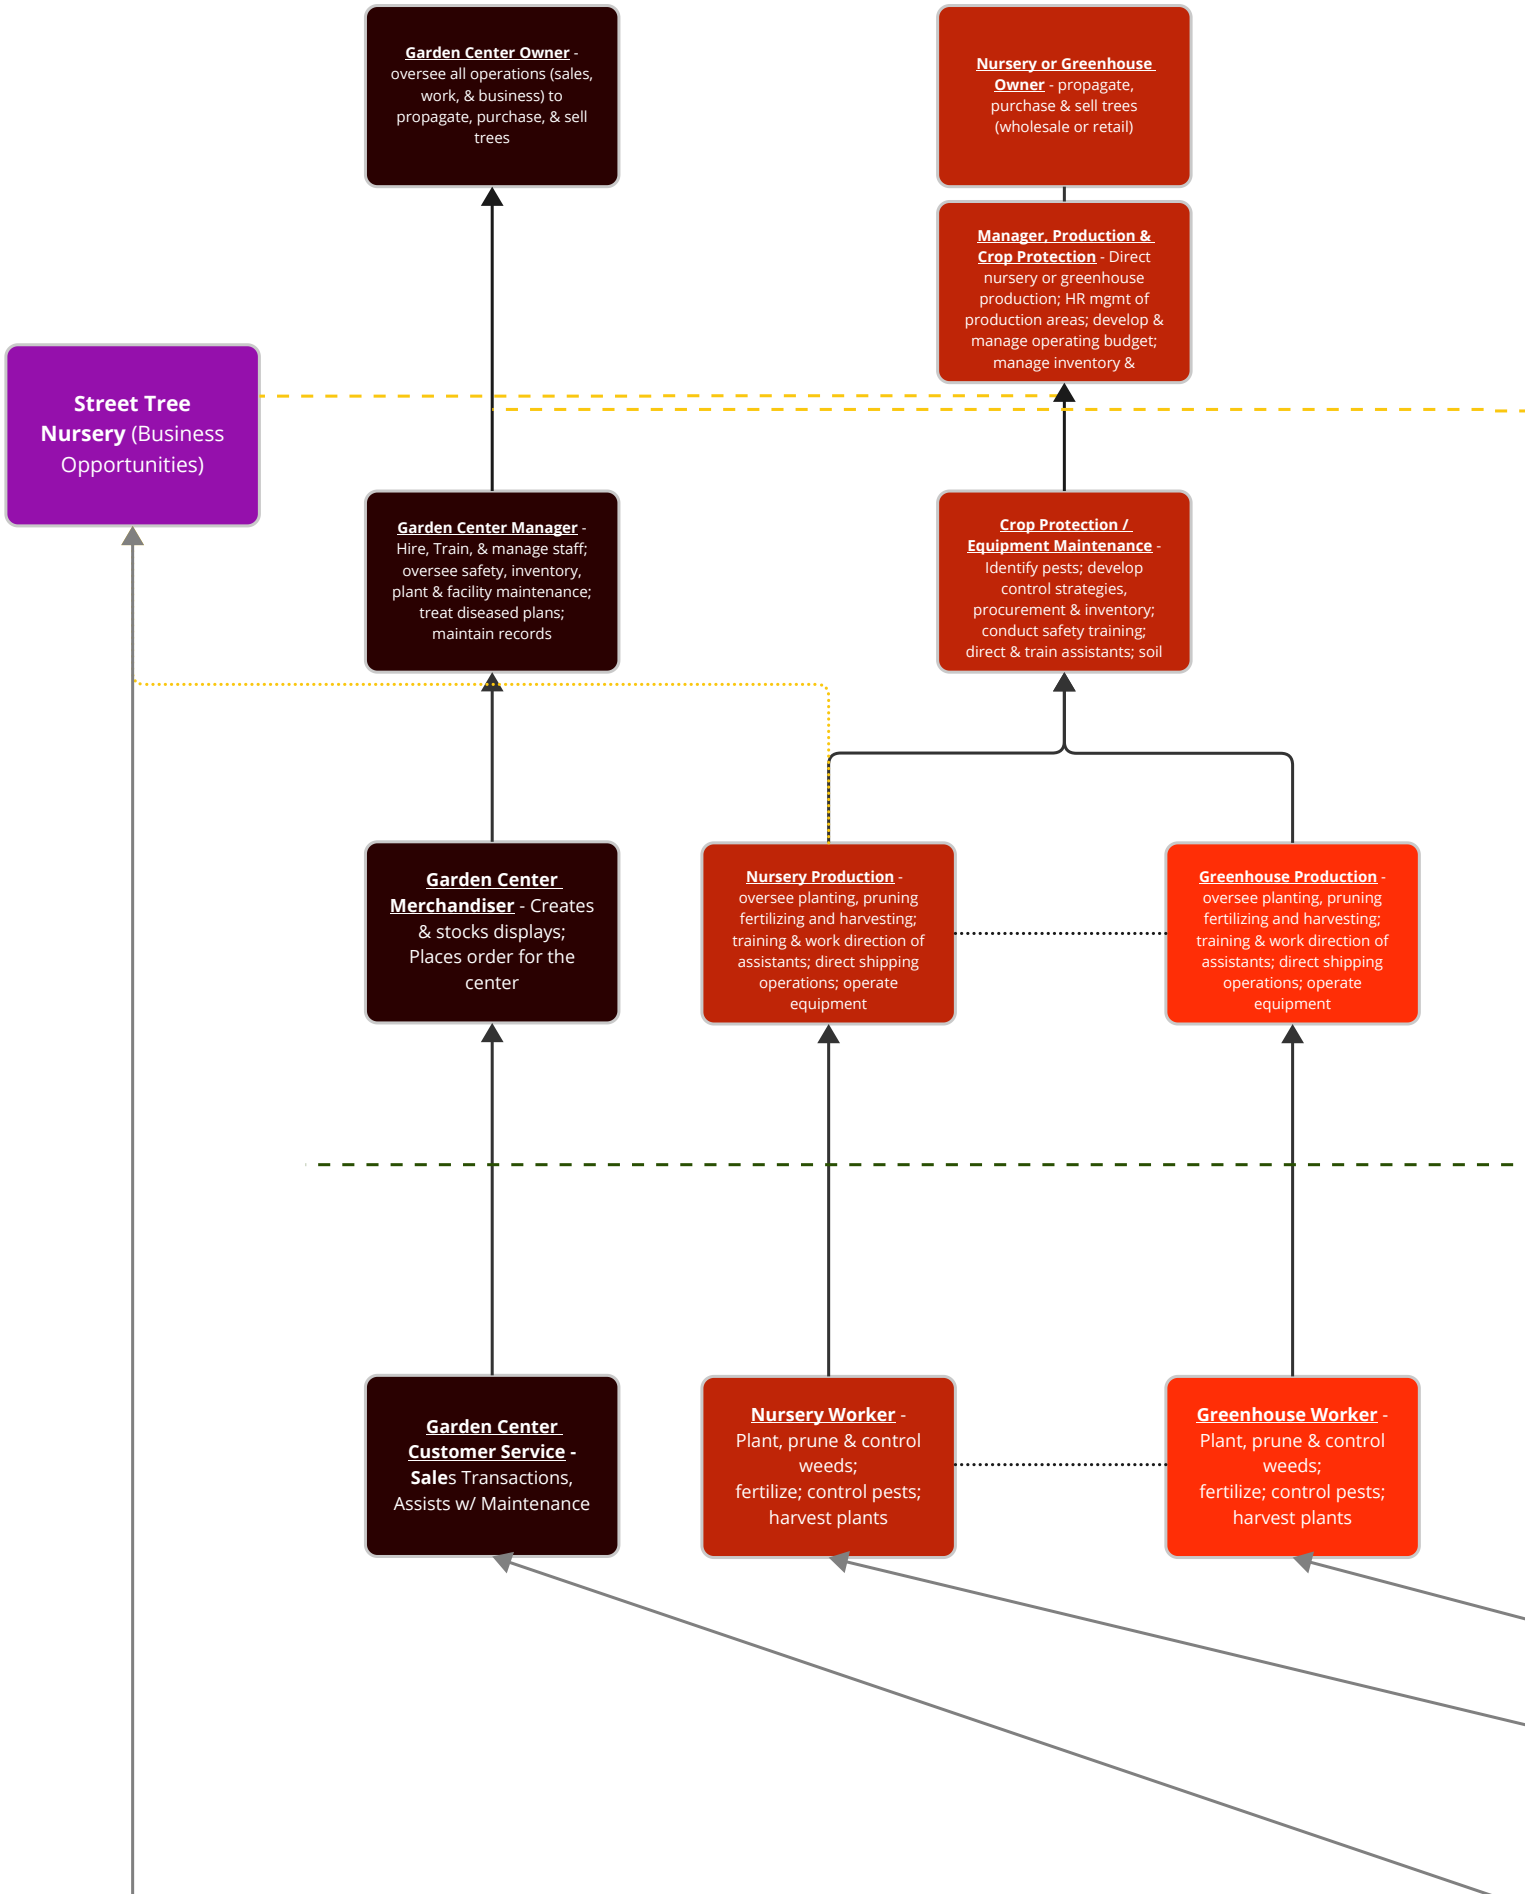 Garden Center Owner -
oversee all operations (sales,
work, & business) to
propagate, purchase, & sell
trees
Nursery or Greenhouse
Owner - propagate,
purchase & sell trees
(wholesale or retail)
Manager, Production &
Crop Protection - Direct
nursery or greenhouse
production; HR mgmt of
production areas; develop &
manage operating budget;
manage inventory &
Street Tree
Nursery (Business
Opportunities)
Garden Center Manager -
Hire, Train, & manage staff;
oversee safety, inventory,
plant & facility maintenance;
treat diseased plans;
maintain records
Crop Protection /
Equipment Maintenance -
Identify pests; develop
control strategies,
procurement & inventory;
conduct safety training;
direct & train assistants; soil
Garden Center
Merchandiser - Creates
& stocks displays;
Places order for the
center
Nursery Production -
oversee planting, pruning
fertilizing and harvesting;
training & work direction of
assistants; direct shipping
operations; operate
equipment
Greenhouse Production -
oversee planting, pruning
fertilizing and harvesting;
training & work direction of
assistants; direct shipping
operations; operate
equipment
Garden Center
Customer Service -
Sales Transactions,
Assists w/ Maintenance
Nursery Worker -
Plant, prune & control
weeds;
fertilize; control pests;
harvest plants
Greenhouse Worker -
Plant, prune & control
weeds;
fertilize; control pests;
harvest plants